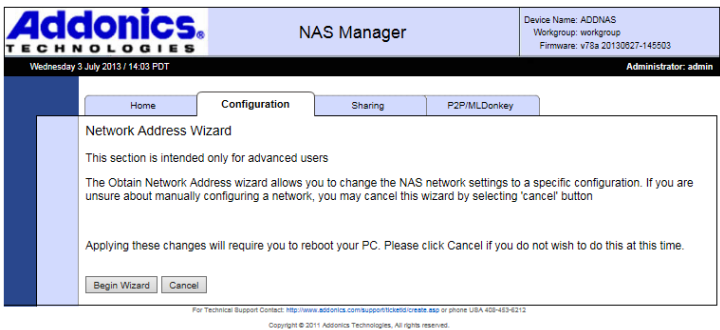 Addonics®
TECHNOLOGIES
NAS Manager
Device Name: ADDNAS
Workgroup: workgroup
Firmware: v78a 20130627-145503
Wednesday 3 July 2013 / 14:03 PDT
Administrator: admin
Home
Configuration
Sharing
P2P/MLDonkey
Network Address Wizard
This section is intended only for advanced users
The Obtain Network Address wizard allows you to change the NAS network settings to a specific configuration. If you are
unsure about manually configuring a network, you may cancel this wizard by selecting 'cancel' button
Applying these changes will require you to reboot your PC. Please click Cancel if you do not wish to do this at this time.
Begin Wizard
Cancel
For Technical Support Contact: http://www.addonics.com/support/ticketid/create.asp or phone USA 408-453-6212
Copyright © 2011 Addonics Technologies, All rights reserved.